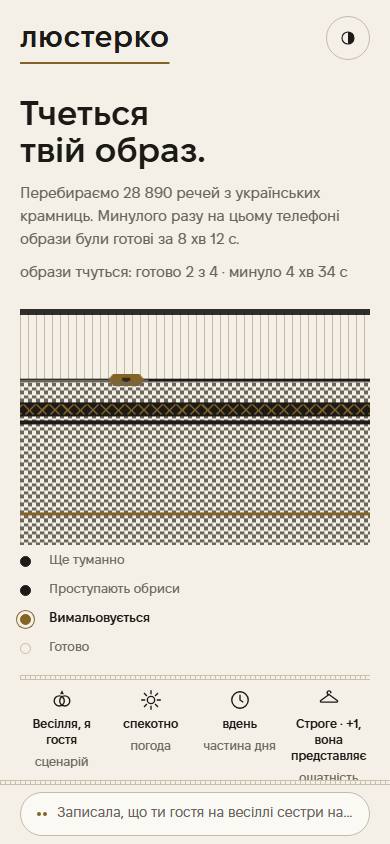 люстерко
Тчеться
твій образ.
Перебираємо 28 890 речей з українських
крамниць. Минулого разу на цьому телефоні
образи були готові за 8 хв 12 с.
образи тчуться: готово 2 з 4 · минуло 4 хв 34 с
Ще туманно
Проступають обриси
Вимальовується
Готово
Весілля, я
гостя
сценарій
спекотно
погода
вдень
частина дня
Строге · +1,
вона
представляє
ошатність
Записала, що ти гостя на весіллі сестри на...